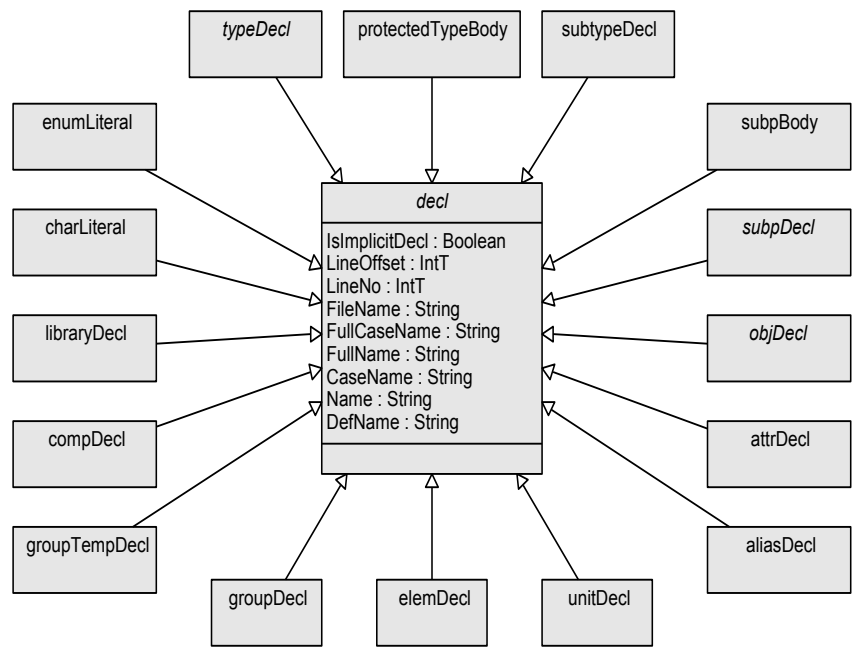 typeDecl
protectedTypeBody
subtypeDecl
enumLiteral
subpBody
charLiteral
decl
subpDecl
IsImplicitDecl : Boolean
LineOffset : IntT
LineNo : IntT
FileName : String
FullCaseName : String
FullName : String
CaseName : String
Name : String
DefName : String
libraryDecl
objDecl
compDecl
attrDecl
groupTempDecl
aliasDecl
groupDecl
elemDecl
unitDecl